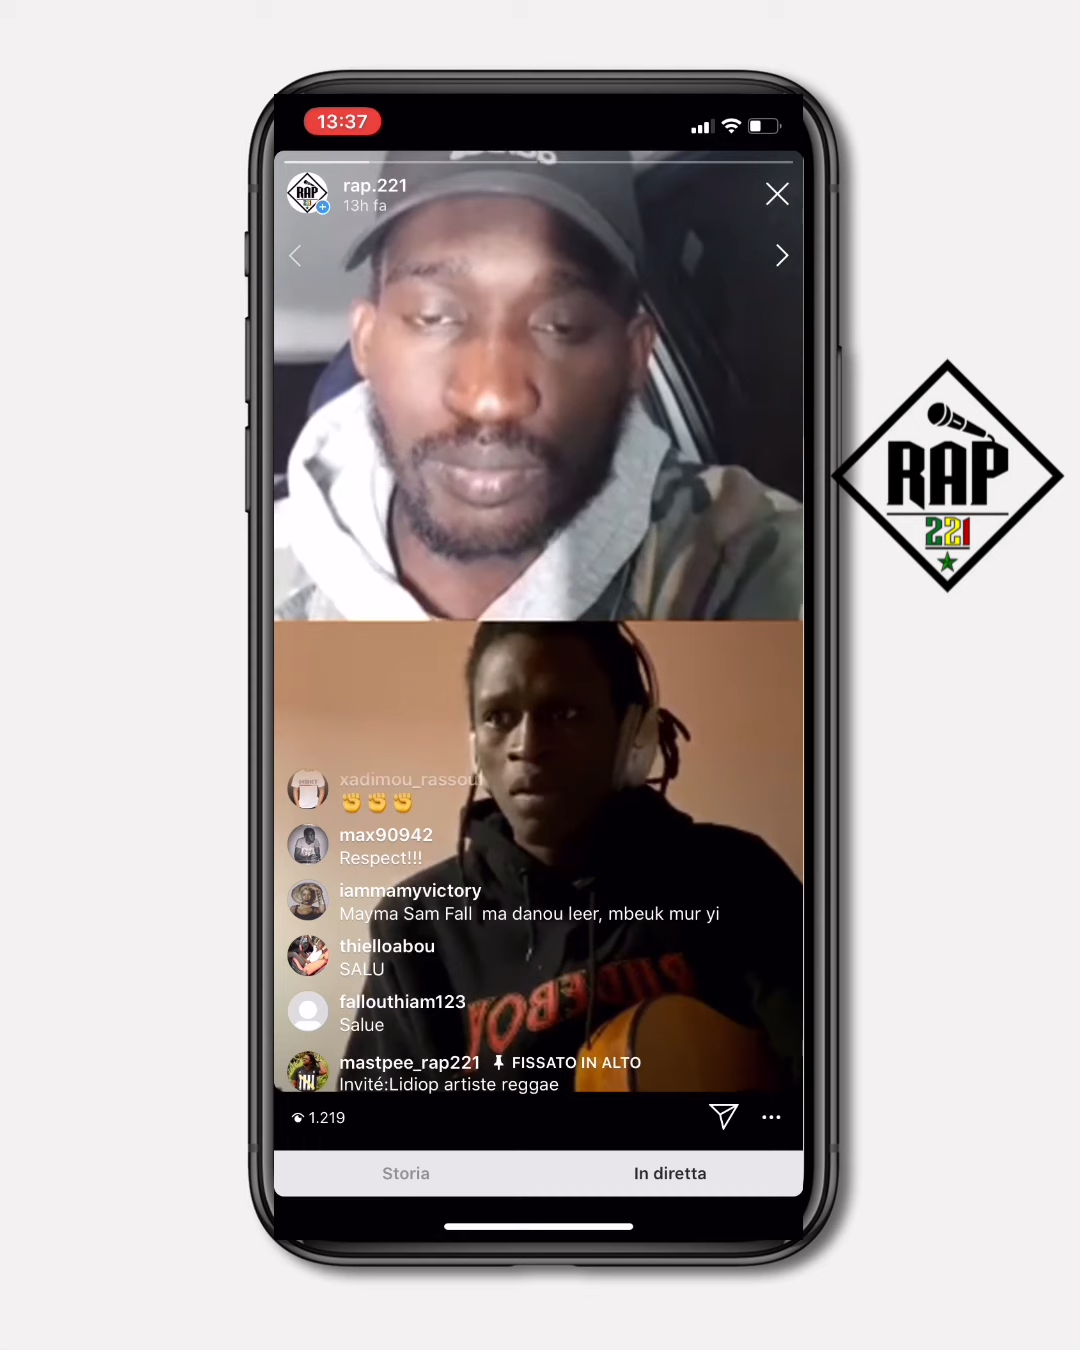 13:37
rap.221
13h fa
RAP
221
xadimou_rassoul
✊✊✊
max90942
Respect!!!
iammamyvictory
Mayma Sam Fall ma danou leer, mbeuk mur yi
thielloabou
SALU
fallouthiam123
Salue
mastpee_rap221 FISSATO IN ALTO
Invité:Lidiop artiste reggae
1.219
Storia
In diretta
RAP
221